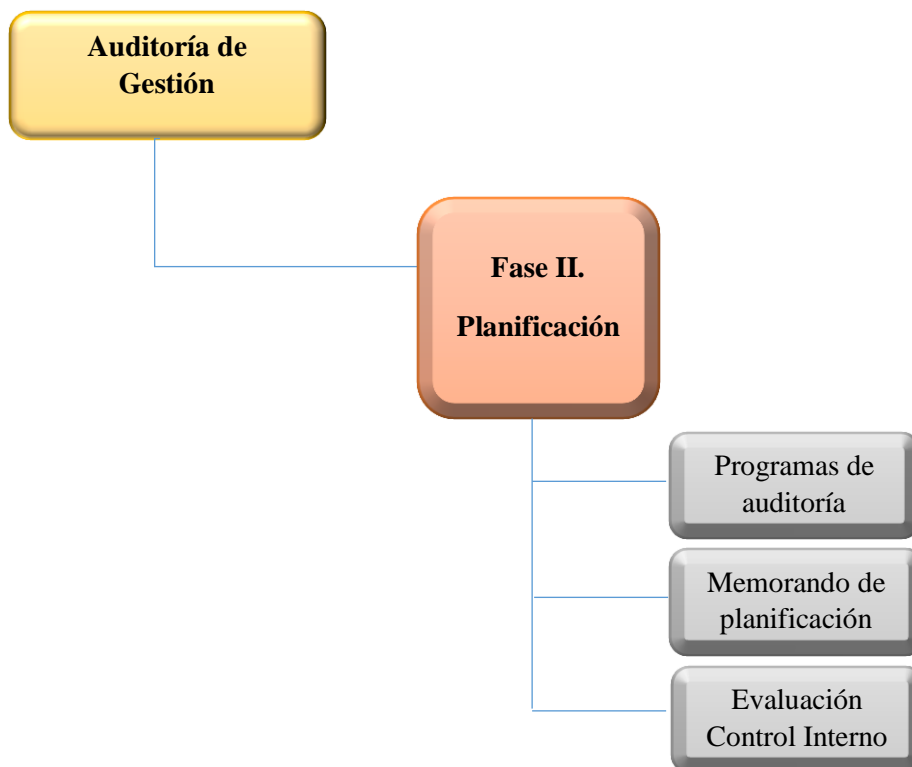 Auditoría de
Gestión
Fase II.
Planificación
Programas de
auditoría
Memorando de
planificación
Evaluación
Control Interno